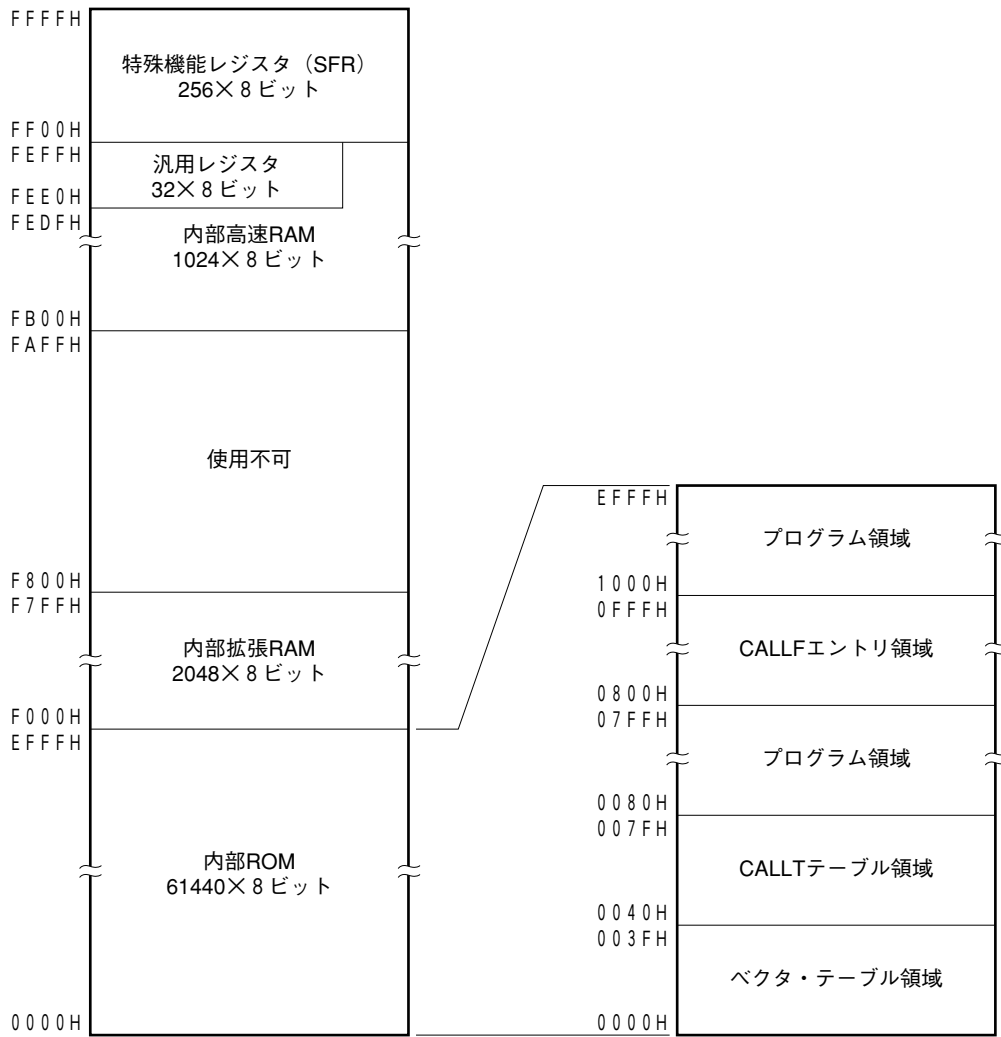 FFFFH
特殊機能レジスタ（SFR）
256×8ビット
FF00H
FEFFH
汎用レジスタ
32×8ビット
FEE0H
FEDFH
内部高速RAM
1024×8ビット
FB00H
FAFFH
使用不可
F800H
F7FFH
内部拡張RAM
2048×8ビット
F000H
EFFFH
内部ROM
61440×8ビット
0000H
EFFFH
プログラム領域
1000H
0FFFH
CALLFエントリ領域
0800H
07FFH
プログラム領域
0080H
007FH
CALLTテーブル領域
0040H
003FH
ベクタ・テーブル領域
0000H